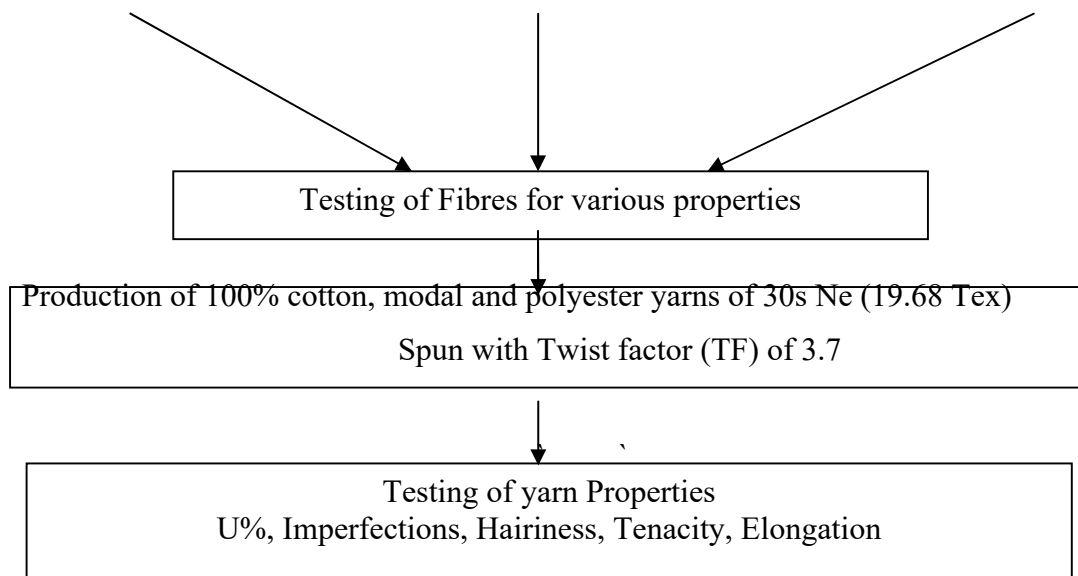 Testing of Fibres for various properties
Production of 100% cotton, modal and polyester yarns of 30s Ne (19.68 Tex)
Spun with Twist factor (TF) of 3.7
`
Testing of yarn Properties
U%, Imperfections, Hairiness, Tenacity, Elongation